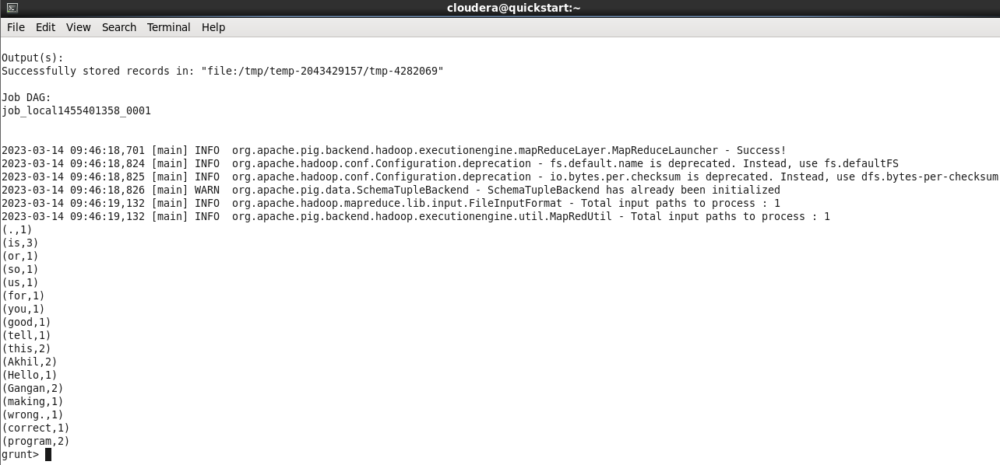 cloudera@quickstart:~
File Edit View Search Terminal Help
Output(s):
Successfully stored records in: "file:/tmp/temp-2043429157/tmp-4282069"
Job DAG:
job_local1455401358_0001
2023-03-14 09:46:18,701 [main] INFO  org.apache.pig.backend.hadoop.executionengine.mapReduceLayer.MapReduceLauncher - Success!
2023-03-14 09:46:18,824 [main] INFO  org.apache.hadoop.conf.Configuration.deprecation - fs.default.name is deprecated. Instead, use fs.defaultFS
2023-03-14 09:46:18,825 [main] INFO  org.apache.hadoop.conf.Configuration.deprecation - io.bytes.per.checksum is deprecated. Instead, use dfs.bytes-per-checksum
2023-03-14 09:46:18,826 [main] WARN  org.apache.pig.data.SchemaTupleBackend - SchemaTupleBackend has already been initialized
2023-03-14 09:46:19,132 [main] INFO  org.apache.hadoop.mapreduce.lib.input.FileInputFormat - Total input paths to process : 1
2023-03-14 09:46:19,132 [main] INFO  org.apache.pig.backend.hadoop.executionengine.util.MapRedUtil - Total input paths to process : 1
(.,1)
(is,3)
(or,1)
(so,1)
(us,1)
(for,1)
(you,1)
(good,1)
(tell,1)
(this,2)
(Akhil,2)
(Hello,1)
(Gangan,2)
(making,1)
(wrong.,1)
(correct,1)
(program,2)
grunt>